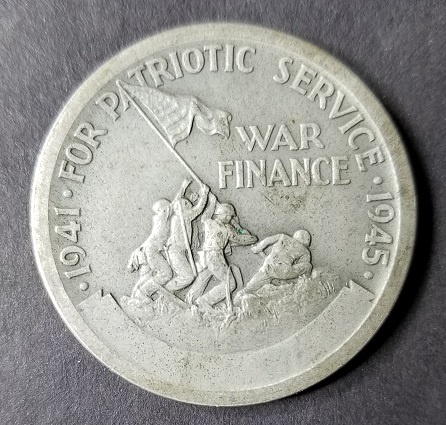 · 1941 · FOR PATRIOTIC SERVICE · 1945 ·
WAR
FINANCE